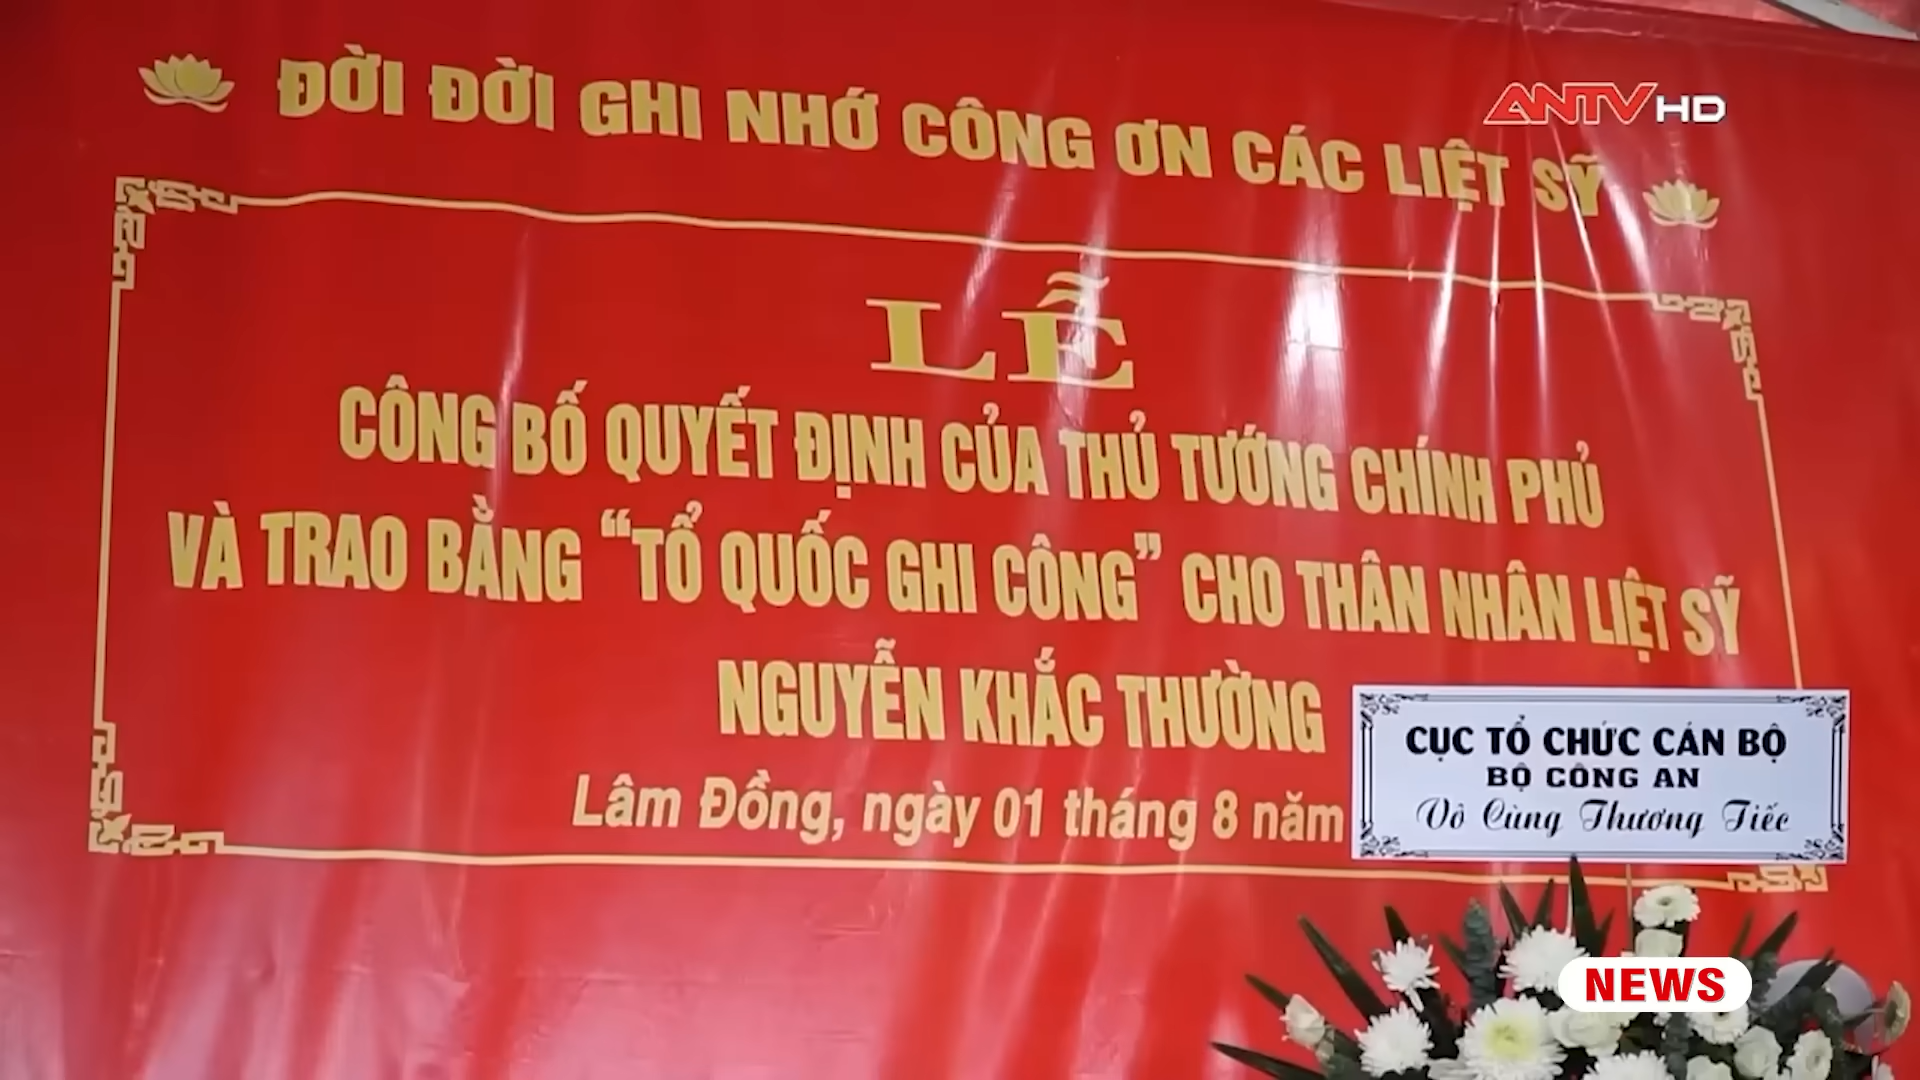 ĐỜI ĐỜI GHI NHỚ CÔNG ƠN CÁC LIỆT SỸ
ANTV HD
LỄ
CÔNG BỐ QUYẾT ĐỊNH CỦA THỦ TƯỚNG CHÍNH PHỦ
VÀ TRAO BẰNG “TỔ QUỐC GHI CÔNG” CHO THÂN NHÂN LIỆT SỸ
NGUYỄN KHẮC THƯỜNG
Lâm Đồng, ngày 01 tháng 8 năm
CỤC TỔ CHỨC CÁN BỘ
BỘ CÔNG AN
Vô Cùng Thương Tiếc
NEWS